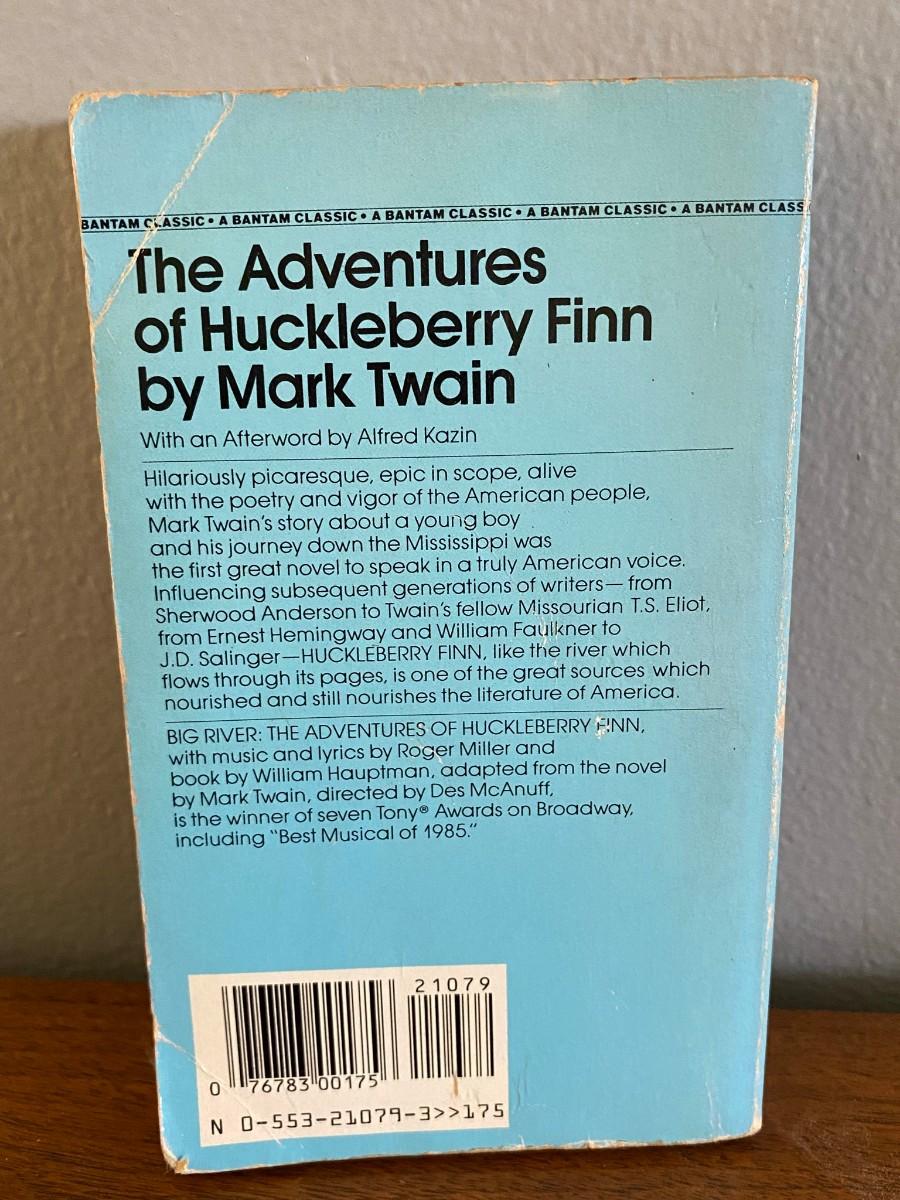 BANTAM CLASSIC • A BANTAM CLASSIC • A BANTAM CLASSIC • A BANTAM CLASSIC • A BANTAM CLASS
The Adventures
of Huckleberry Finn
by Mark Twain
With an Afterword by Alfred Kazin
Hilariously picaresque, epic in scope, alive
with the poetry and vigor of the American people,
Mark Twain's story about a young boy
and his journey down the Mississippi was
the first great novel to speak in a truly American voice.
Influencing subsequent generations of writers— from
Sherwood Anderson to Twain's fellow Missourian T.S. Eliot,
from Ernest Hemingway and William Faulkner to
J.D. Salinger—HUCKLEBERRY FINN, like the river which
flows through its pages, is one of the great sources which
nourished and still nourishes the literature of America.
BIG RIVER: THE ADVENTURES OF HUCKLEBERRY FINN,
with music and lyrics by Roger Miller and
book by William Hauptman, adapted from the novel
by Mark Twain, directed by Des McAnuff,
is the winner of seven Tony® Awards on Broadway,
including "Best Musical of 1985."
21079
0 76783 00175
N 0-553-21079-3>>175